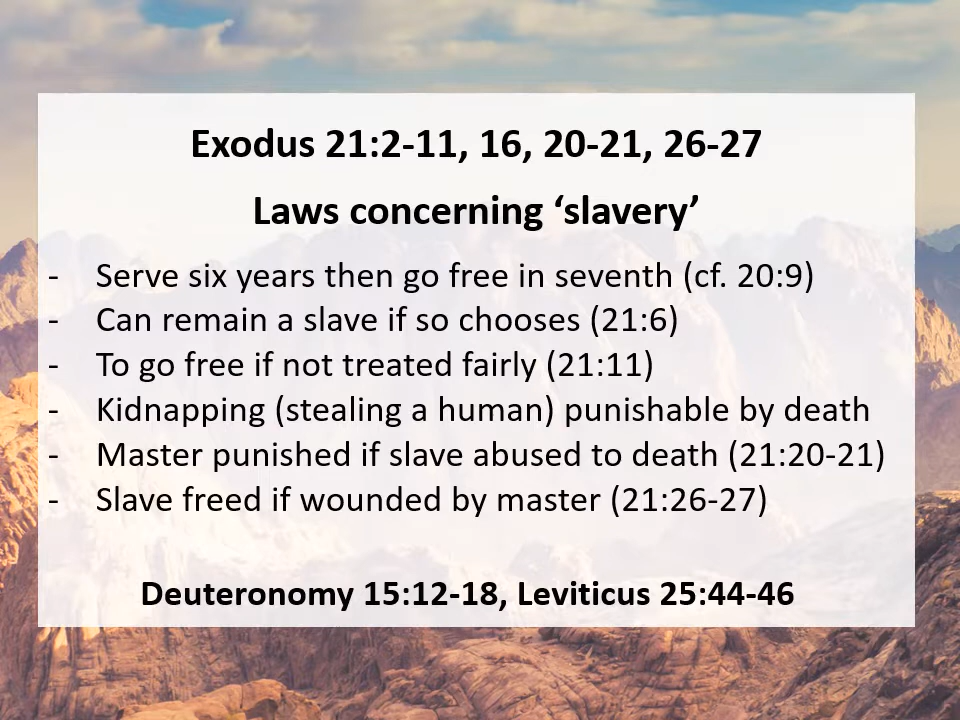 Exodus 21:2-11, 16, 20-21, 26-27
Laws concerning ‘slavery’
- Serve six years then go free in seventh (cf. 20:9)
- Can remain a slave if so chooses (21:6)
- To go free if not treated fairly (21:11)
- Kidnapping (stealing a human) punishable by death
- Master punished if slave abused to death (21:20-21)
- Slave freed if wounded by master (21:26-27)
Deuteronomy 15:12-18, Leviticus 25:44-46